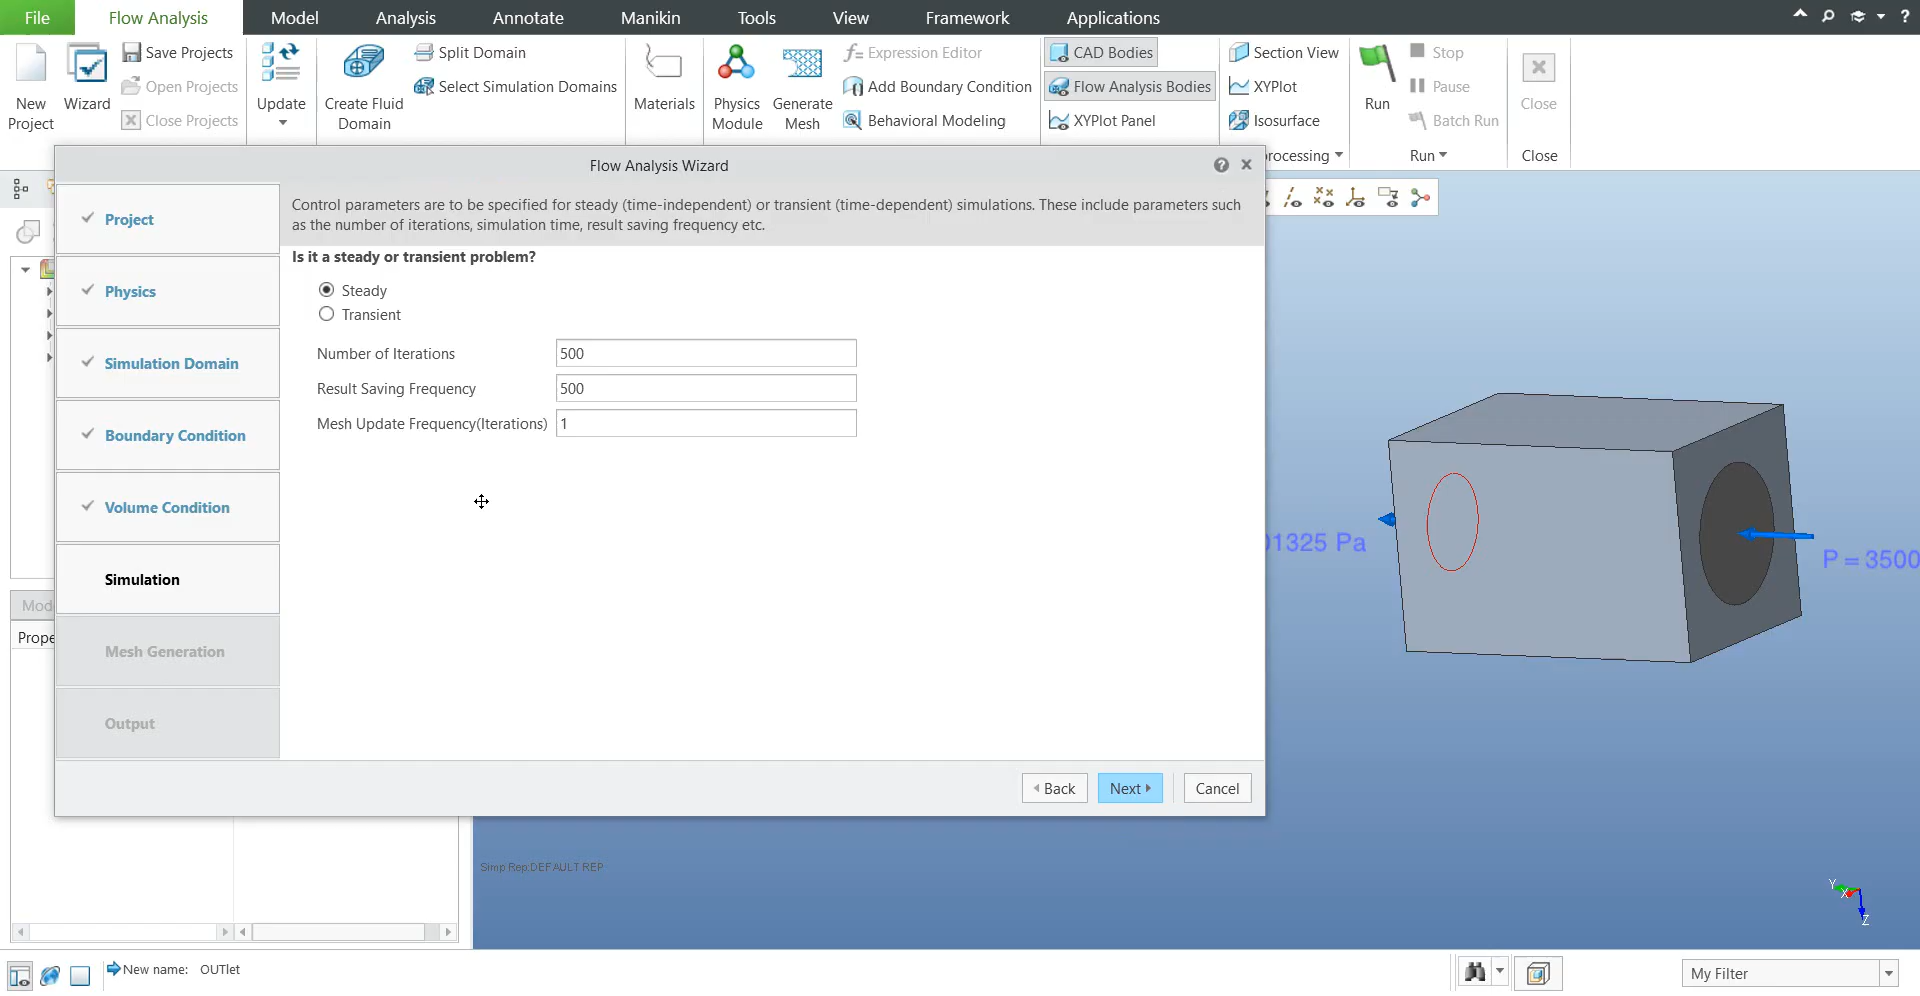 File Flow Analysis Model Analysis Annotate Manikin Tools View Framework Applications
New Project
Wizard
Save Projects
Open Projects
Close Projects
Update
Create Fluid Domain
Split Domain
Select Simulation Domains
Materials
Physics Module
Generate Mesh
Expression Editor
Add Boundary Condition
Behavioral Modeling
CAD Bodies
Flow Analysis Bodies
XYPlot Panel
Section View
XYPlot
Isosurface
rocessing
Run
Stop
Pause
Batch Run
Run
Close
Close
Flow Analysis Wizard
Project
Physics
Simulation Domain
Boundary Condition
Volume Condition
Simulation
Mesh Generation
Output
Control parameters are to be specified for steady (time-independent) or transient (time-dependent) simulations. These include parameters such
as the number of iterations, simulation time, result saving frequency etc.
Is it a steady or transient problem?
Steady
Transient
Number of Iterations 500
Result Saving Frequency 500
Mesh Update Frequency(Iterations) 1
Back Next Cancel
Mod
Prope
01325 Pa
P = 3500
Simp Rep:DEFAULT REP
Y
X
Z
New name: OUTlet
My Filter